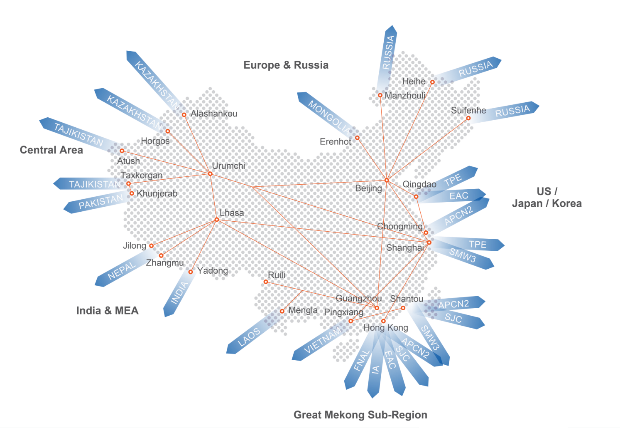 Europe & Russia
RUSSIA
Heihe
RUSSIA
Manzhouli
KAZAKHSTAN
Alashankou
KAZAKHSTAN
Horgos
MONGOLIA
Erenhot
Suifenhe
RUSSIA
TAJIKISTAN
Central Area
Atush
Urumchi
Taxkorgan
TAJIKISTAN
Khunjerab
PAKISTAN
Beijing
Qingdao
TPE
EAC
US /
Japan / Korea
APCN2
Lhasa
Chongming
Shanghai
TPE
SMW3
Jilong
Zhangmu
NEPAL
Yadong
INDIA
India & MEA
Ruili
Mengla
LAOS
Guangzhou
Shantou
Pingxiang
VIETNAM
Hong Kong
APCN2
SJC
SMW3
APCN2
SJC
EAC
IA
FNAL
Great Mekong Sub-Region